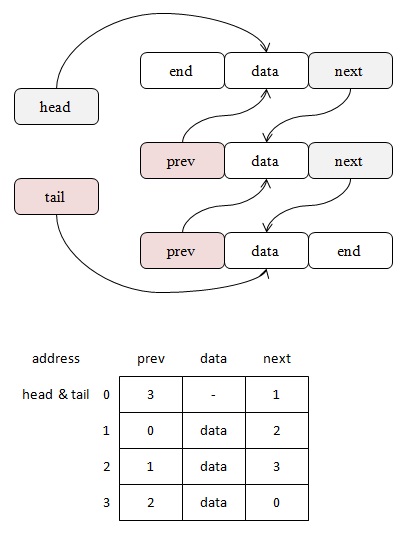 end data next
head
prev data next
tail
prev data end
address prev data next
head & tail 0 3 - 1
1 0 data 2
2 1 data 3
3 2 data 0